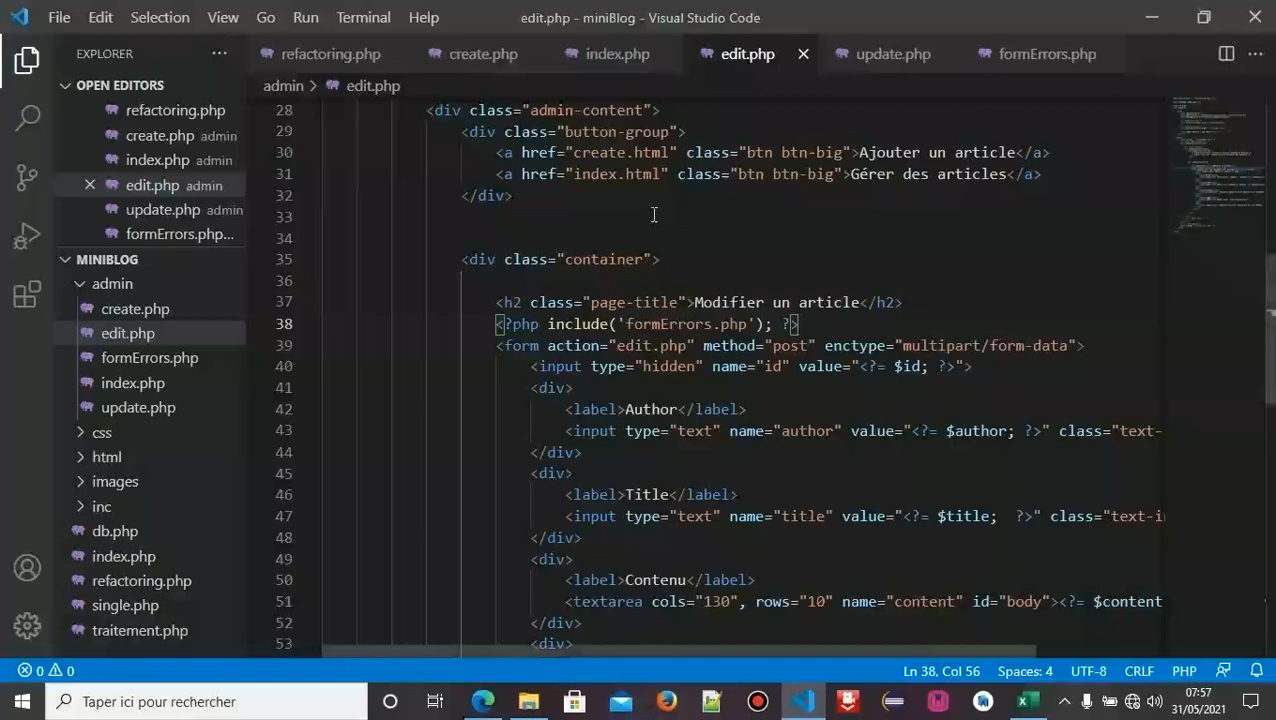 File Edit Selection View Go Run Terminal Help edit.php - miniBlog - Visual Studio Code
EXPLORER ... refactoring.php create.php index.php edit.php update.php formErrors.php ...
OPEN EDITORS admin > edit.php
refactoring.php
create.php admin
index.php admin
edit.php admin
update.php admin
formErrors.php...
MINIBLOG
admin
create.php
edit.php
formErrors.php
index.php
update.php
css
html
images
inc
db.php
index.php
refactoring.php
single.php
traitement.php
28 <div class="admin-content">
29 <div class="button-group">
30 <a href="create.html" class="btn btn-big">Ajouter un article</a>
31 <a href="index.html" class="btn btn-big">Gérer des articles</a>
32 </div>
33
34
35 <div class="container">
36
37 <h2 class="page-title">Modifier un article</h2>
38 <?php include('formErrors.php'); ?>
39 <form action="edit.php" method="post" enctype="multipart/form-data">
40 <input type="hidden" name="id" value="<?= $id; ?>">
41 <div>
42 <label>Author</label>
43 <input type="text" name="author" value="<?= $author; ?>" class="text-
44 </div>
45 <div>
46 <label>Title</label>
47 <input type="text" name="title" value="<?= $title;  ?>" class="text-i
48 </div>
49 <div>
50 <label>Contenu</label>
51 <textarea cols="130", rows="10" name="content" id="body"><?= $content
52 </div>
53 <div>
0 0 Ln 38, Col 56 Spaces: 4 UTF-8 CRLF PHP
Taper ici pour rechercher
07:57
31/05/2021